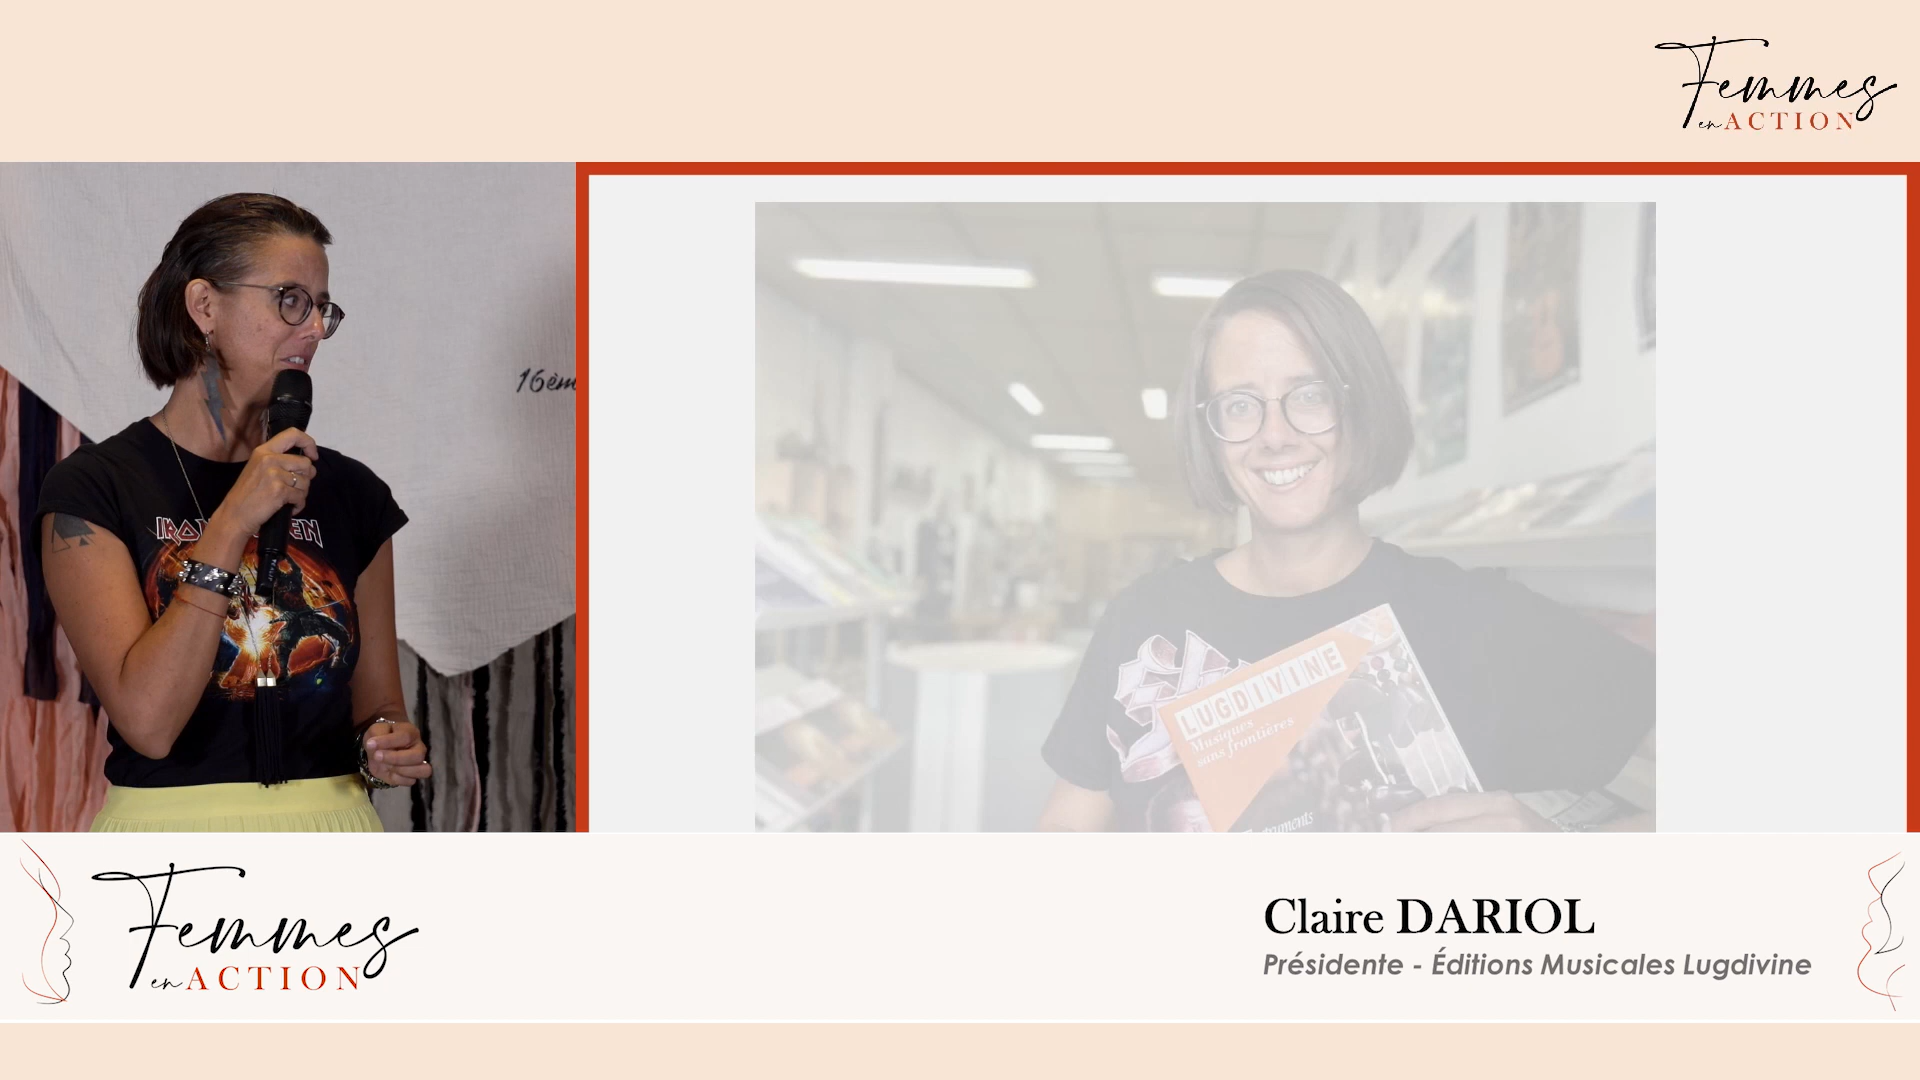 Femmes
en ACTION
16èm
LUGDIVINE
Musiques
sans frontières
Femmes
en ACTION
Claire DARIOL
Présidente - Éditions Musicales Lugdivine